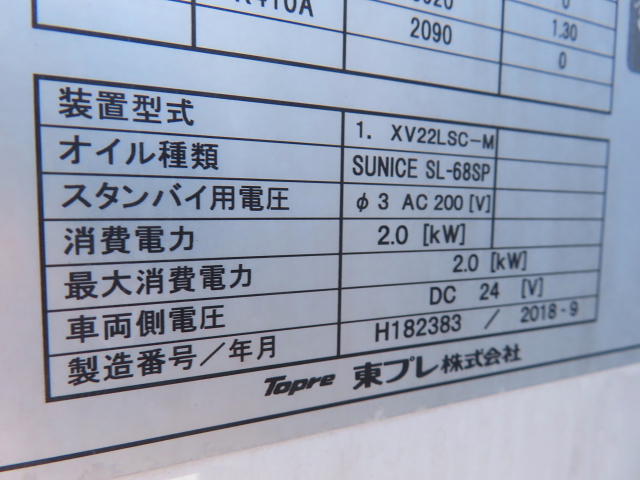 2090 1.30
0
装置型式 1. XV22LSC-M
オイル種類 SUNICE SL-68SP
スタンバイ用電圧 φ 3 AC 200 [V]
消費電力 2.0 [kW]
最大消費電力 2.0 [kW]
車両側電圧 DC 24 [V]
製造番号/年月 H182383 / 2018-9
Topre 東プレ株式会社